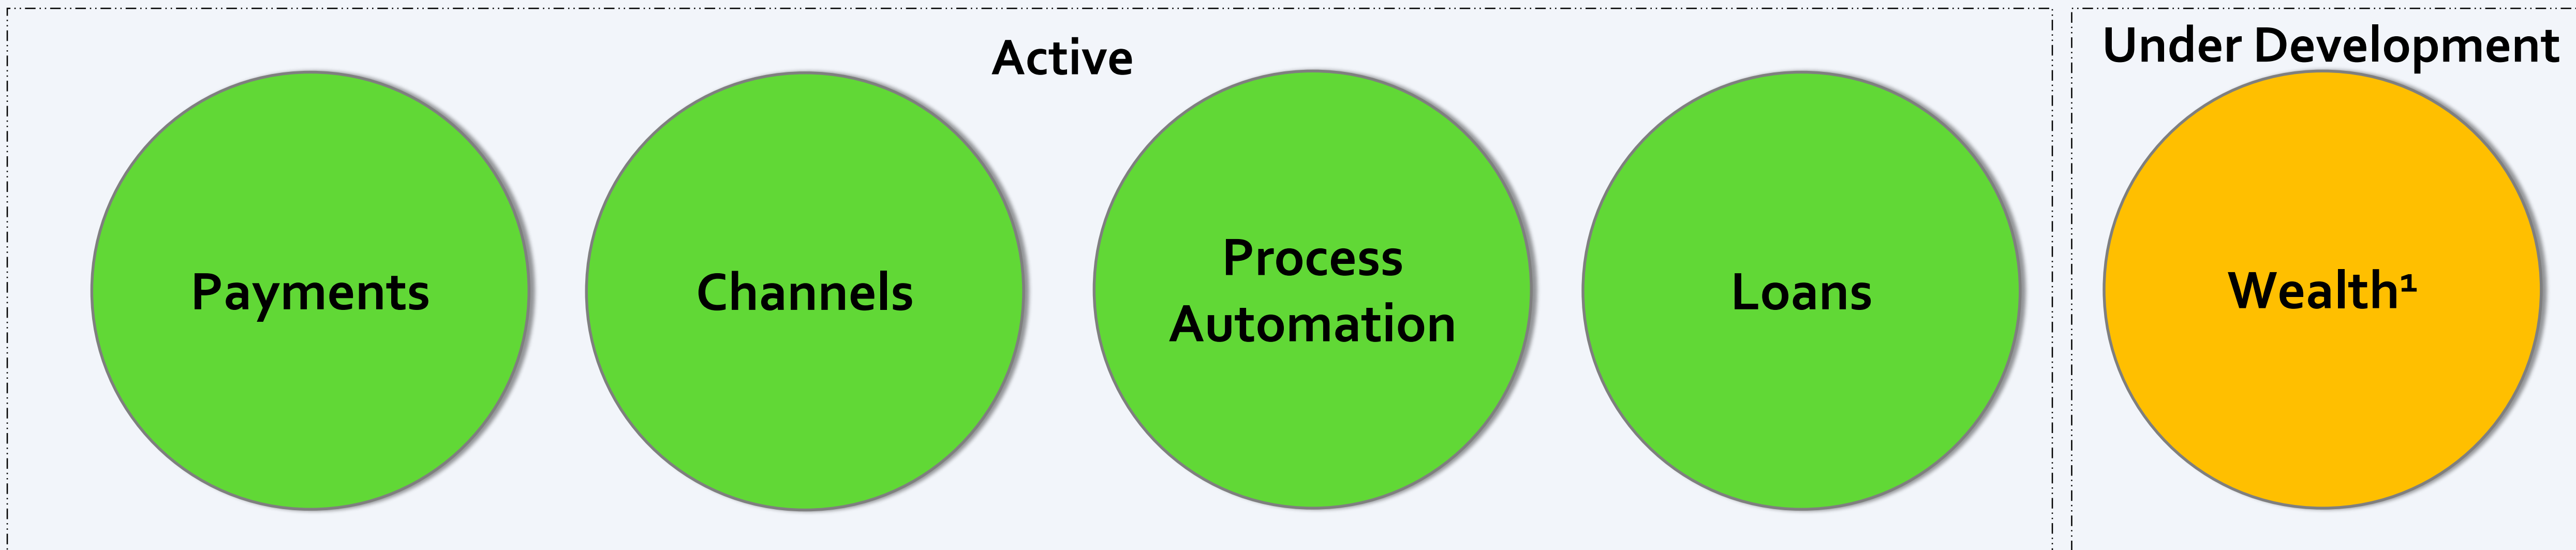 Active
Payments
Channels
Process
Automation
Loans
Under Development
Wealth¹